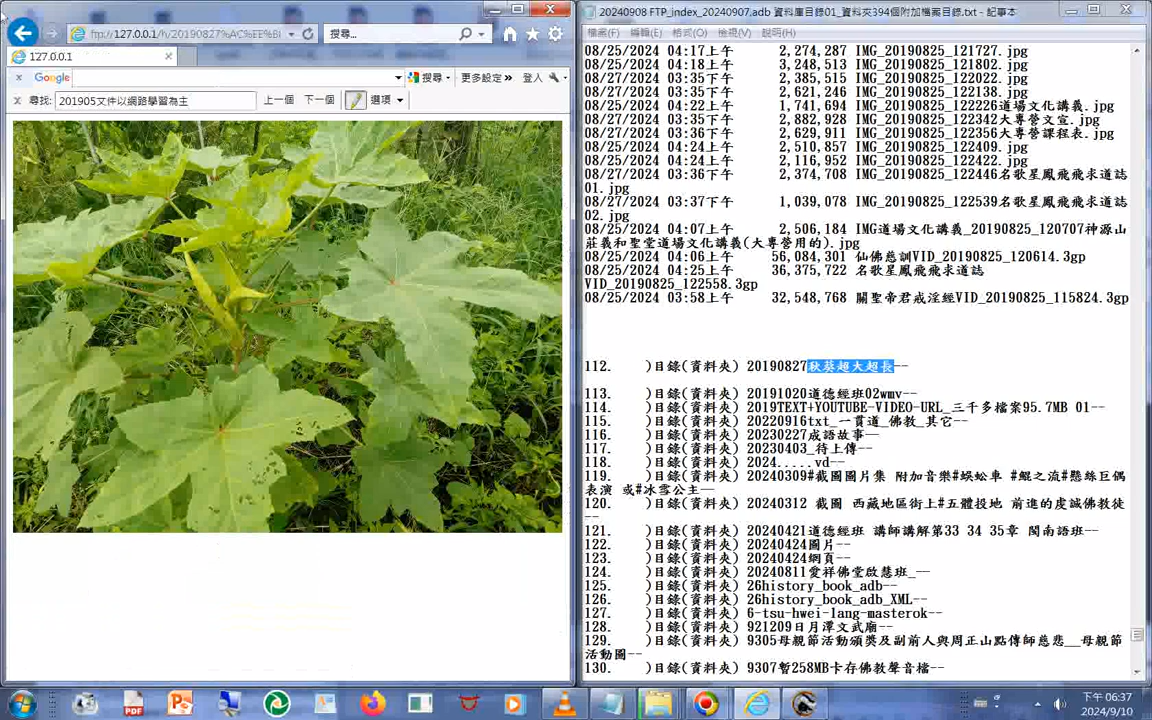 ftp://127.0.0.1/h/20190827%AC%EE%BI
搜尋...
127.0.0.1
Google
搜尋
更多設定 »
登入
尋找: 201905文件以網路學習為主
上一個 下一個
選項
20240908 FTP_index_20240907.adb 資料庫目錄01_資料夾394個附加檔案目錄.txt - 記事本
檔案(F) 編輯(E) 格式(O) 檢視(V) 說明(H)
08/25/2024 04:17上午 2,274,287 IMG_20190825_121727.jpg
08/25/2024 04:18上午 3,248,513 IMG_20190825_121802.jpg
08/27/2024 03:35下午 2,385,515 IMG_20190825_122022.jpg
08/27/2024 03:35下午 2,621,246 IMG_20190825_122138.jpg
08/25/2024 04:22上午 1,741,694 IMG_20190825_122226道場文化講義.jpg
08/27/2024 03:35下午 2,882,928 IMG_20190825_122342大專營文宣.jpg
08/27/2024 03:36下午 2,629,911 IMG_20190825_122356大專營課程表.jpg
08/25/2024 04:24上午 2,510,857 IMG_20190825_122409.jpg
08/25/2024 04:24上午 2,116,952 IMG_20190825_122422.jpg
08/27/2024 03:36下午 2,374,708 IMG_20190825_122446名歌星鳳飛飛求道誌
01.jpg
08/27/2024 03:37下午 1,039,078 IMG_20190825_122539名歌星鳳飛飛求道誌
02.jpg
08/25/2024 04:07上午 2,506,184 IMG道場文化講義_20190825_120707神源山
莊義和聖堂道場文化講義(大專營用的).jpg
08/25/2024 04:06上午 56,084,301 仙佛慈訓VID_20190825_120614.3gp
08/25/2024 04:25上午 36,375,722 名歌星鳳飛飛求道誌
VID_20190825_122558.3gp
08/25/2024 03:58上午 32,548,768 關聖帝君戒淫經VID_20190825_115824.3gp
112. )目錄(資料夾) 20190827秋葵超大超長--
113. )目錄(資料夾) 20191020道德經班02wmv--
114. )目錄(資料夾) 2019TEXT+YOUTUBE-VIDEO-URL_三千多檔案95.7MB 01--
115. )目錄(資料夾) 20220916txt_一貫道_佛教_其它--
116. )目錄(資料夾) 20230227成語故事--
117. )目錄(資料夾) 20230403_待上傳--
118. )目錄(資料夾) 2024.....vd--
119. )目錄(資料夾) 20240309#截圖圖片集 附加音樂#蜈蚣車 #鯤之流#懸絲巨偶
表演 或#冰雪公主--
120. )目錄(資料夾) 20240312 截圖 西藏地區街上#五體投地 前進的虔誠佛教徒
--
121. )目錄(資料夾) 20240421道德經班 講師講解第33 34 35章 閩南語班--
122. )目錄(資料夾) 20240424圖片--
123. )目錄(資料夾) 20240424網頁--
124. )目錄(資料夾) 20240811愛祥佛堂啟慧班_--
125. )目錄(資料夾) 26history_book_adb--
126. )目錄(資料夾) 26history_book_adb_XML--
127. )目錄(資料夾) 6-tsu-hwei-lang-masterok--
128. )目錄(資料夾) 921209日月潭文武廟--
129. )目錄(資料夾) 9305母親節活動頒獎及副前人與周正山點傳師慈悲__母親節
活動圖--
130. )目錄(資料夾) 9307暫258MB卡存佛教聲音檔--
PDF
下午 06:37
2024/9/10